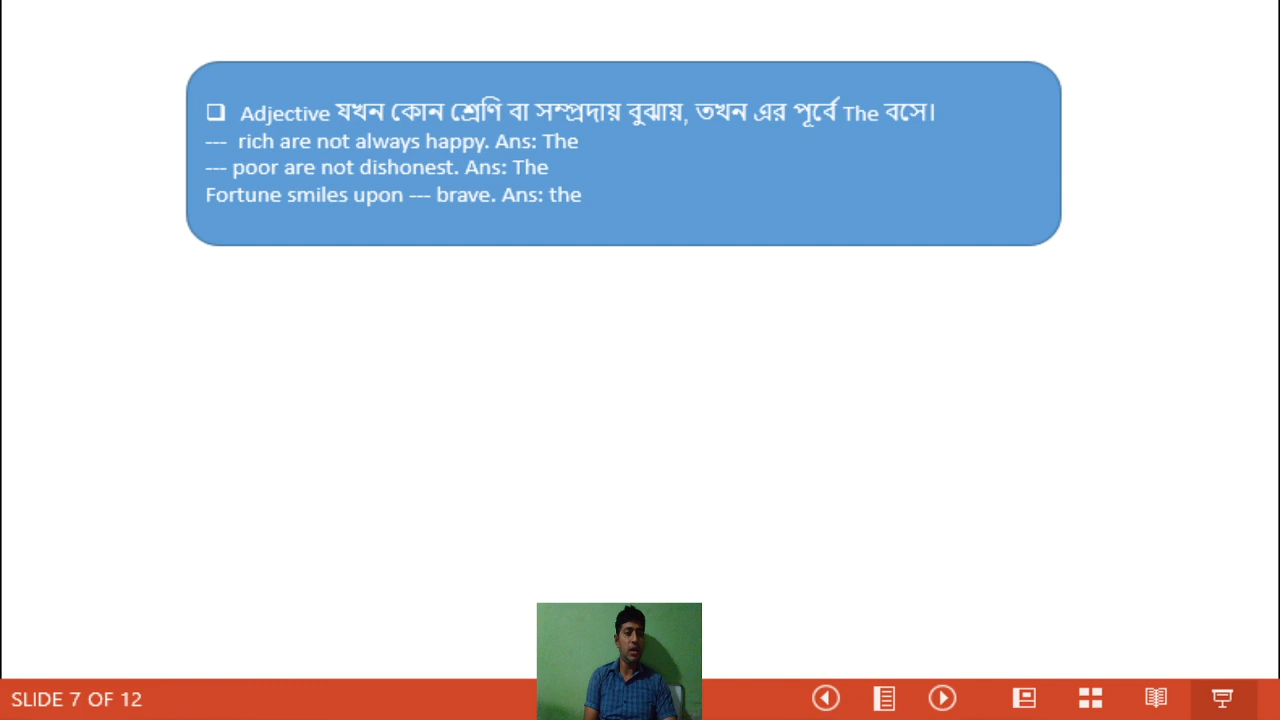 ❑ Adjective যখন কোন শ্রেণি বা সম্প্রদায় বুঝায়, তখন এর পূর্বে The বসে।
--- rich are not always happy. Ans: The
--- poor are not dishonest. Ans: The
Fortune smiles upon --- brave. Ans: the
SLIDE 7 OF 12